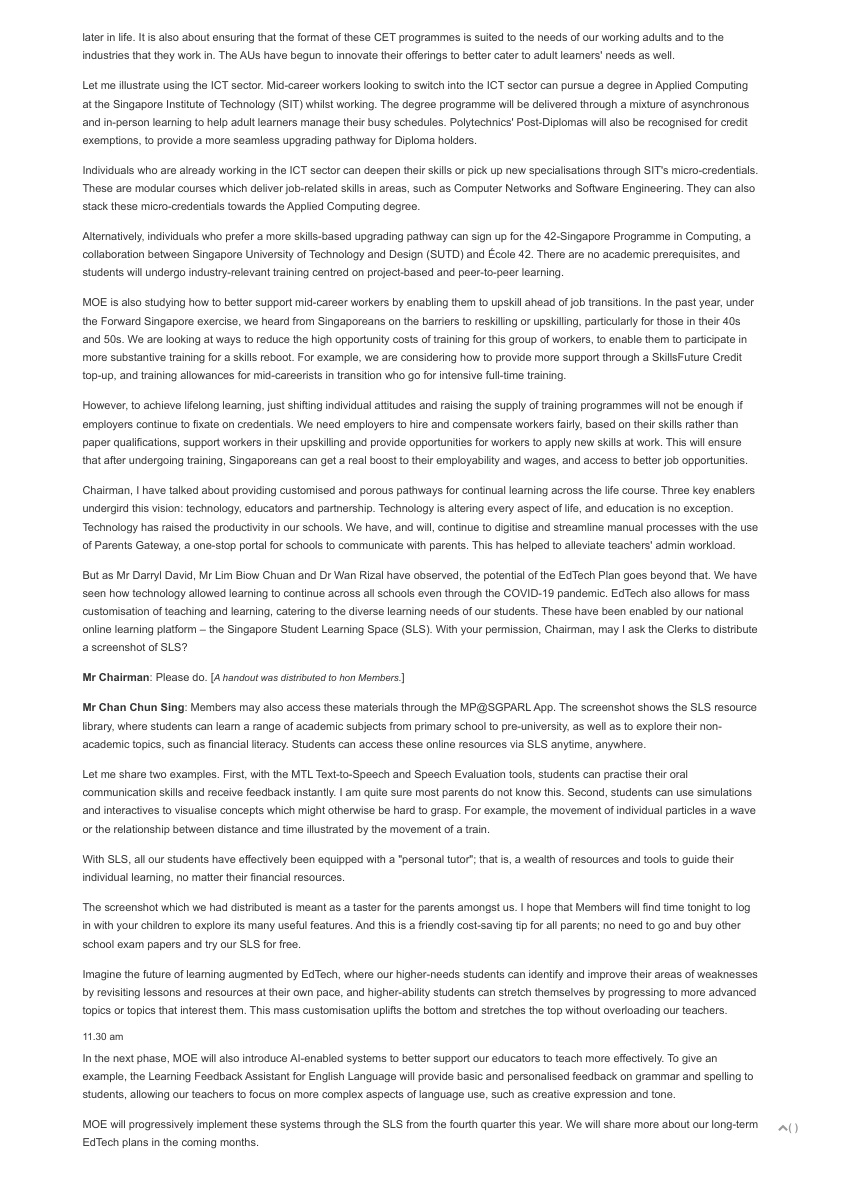 later in life. It is also about ensuring that the format of these CET programmes is suited to the needs of our working adults and to the
industries that they work in. The AUs have begun to innovate their offerings to better cater to adult learners' needs as well.
Let me illustrate using the ICT sector. Mid-career workers looking to switch into the ICT sector can pursue a degree in Applied Computing
at the Singapore Institute of Technology (SIT) whilst working. The degree programme will be delivered through a mixture of asynchronous
and in-person learning to help adult learners manage their busy schedules. Polytechnics' Post-Diplomas will also be recognised for credit
exemptions, to provide a more seamless upgrading pathway for Diploma holders.
Individuals who are already working in the ICT sector can deepen their skills or pick up new specialisations through SIT's micro-credentials.
These are modular courses which deliver job-related skills in areas, such as Computer Networks and Software Engineering. They can also
stack these micro-credentials towards the Applied Computing degree.
Alternatively, individuals who prefer a more skills-based upgrading pathway can sign up for the 42-Singapore Programme in Computing, a
collaboration between Singapore University of Technology and Design (SUTD) and École 42. There are no academic prerequisites, and
students will undergo industry-relevant training centred on project-based and peer-to-peer learning.
MOE is also studying how to better support mid-career workers by enabling them to upskill ahead of job transitions. In the past year, under
the Forward Singapore exercise, we heard from Singaporeans on the barriers to reskilling or upskilling, particularly for those in their 40s
and 50s. We are looking at ways to reduce the high opportunity costs of training for this group of workers, to enable them to participate in
more substantive training for a skills reboot. For example, we are considering how to provide more support through a SkillsFuture Credit
top-up, and training allowances for mid-careerists in transition who go for intensive full-time training.
However, to achieve lifelong learning, just shifting individual attitudes and raising the supply of training programmes will not be enough if
employers continue to fixate on credentials. We need employers to hire and compensate workers fairly, based on their skills rather than
paper qualifications, support workers in their upskilling and provide opportunities for workers to apply new skills at work. This will ensure
that after undergoing training, Singaporeans can get a real boost to their employability and wages, and access to better job opportunities.
Chairman, I have talked about providing customised and porous pathways for continual learning across the life course. Three key enablers
undergird this vision: technology, educators and partnership. Technology is altering every aspect of life, and education is no exception.
Technology has raised the productivity in our schools. We have, and will, continue to digitise and streamline manual processes with the use
of Parents Gateway, a one-stop portal for schools to communicate with parents. This has helped to alleviate teachers' admin workload.
But as Mr Darryl David, Mr Lim Biow Chuan and Dr Wan Rizal have observed, the potential of the EdTech Plan goes beyond that. We have
seen how technology allowed learning to continue across all schools even through the COVID-19 pandemic. EdTech also allows for mass
customisation of teaching and learning, catering to the diverse learning needs of our students. These have been enabled by our national
online learning platform – the Singapore Student Learning Space (SLS). With your permission, Chairman, may I ask the Clerks to distribute
a screenshot of SLS?
Mr Chairman: Please do. [A handout was distributed to hon Members.]
Mr Chan Chun Sing: Members may also access these materials through the MP@SGPARL App. The screenshot shows the SLS resource
library, where students can learn a range of academic subjects from primary school to pre-university, as well as to explore their non-
academic topics, such as financial literacy. Students can access these online resources via SLS anytime, anywhere.
Let me share two examples. First, with the MTL Text-to-Speech and Speech Evaluation tools, students can practise their oral
communication skills and receive feedback instantly. I am quite sure most parents do not know this. Second, students can use simulations
and interactives to visualise concepts which might otherwise be hard to grasp. For example, the movement of individual particles in a wave
or the relationship between distance and time illustrated by the movement of a train.
With SLS, all our students have effectively been equipped with a "personal tutor"; that is, a wealth of resources and tools to guide their
individual learning, no matter their financial resources.
The screenshot which we had distributed is meant as a taster for the parents amongst us. I hope that Members will find time tonight to log
in with your children to explore its many useful features. And this is a friendly cost-saving tip for all parents; no need to go and buy other
school exam papers and try our SLS for free.
Imagine the future of learning augmented by EdTech, where our higher-needs students can identify and improve their areas of weaknesses
by revisiting lessons and resources at their own pace, and higher-ability students can stretch themselves by progressing to more advanced
topics or topics that interest them. This mass customisation uplifts the bottom and stretches the top without overloading our teachers.
11.30 am
In the next phase, MOE will also introduce AI-enabled systems to better support our educators to teach more effectively. To give an
example, the Learning Feedback Assistant for English Language will provide basic and personalised feedback on grammar and spelling to
students, allowing our teachers to focus on more complex aspects of language use, such as creative expression and tone.
MOE will progressively implement these systems through the SLS from the fourth quarter this year. We will share more about our long-term
EdTech plans in the coming months.
( )